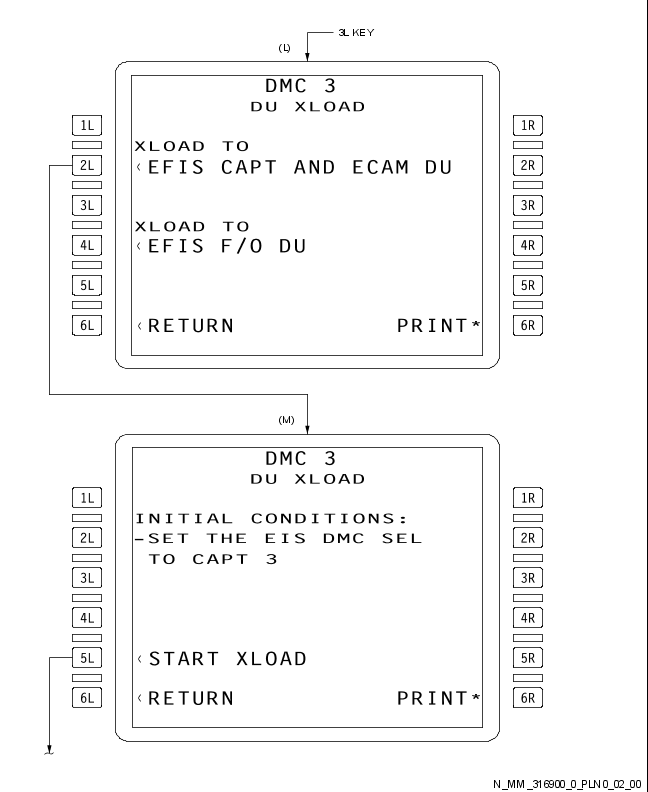 3L KEY
(L)
DMC 3
DU XLOAD
1L 1R
XLOAD TO
2L ‹EFIS CAPT AND ECAM DU 2R
3L 3R
XLOAD TO
4L ‹EFIS F/O DU 4R
5L 5R
6L ‹RETURN PRINT* 6R
(M)
DMC 3
DU XLOAD
1L 1R
INITIAL CONDITIONS:
2L –SET THE EIS DMC SEL 2R
TO CAPT 3
3L 3R
4L 4R
5L ‹START XLOAD 5R
6L ‹RETURN PRINT* 6R
N_MM_316900_0_PLN0_02_00